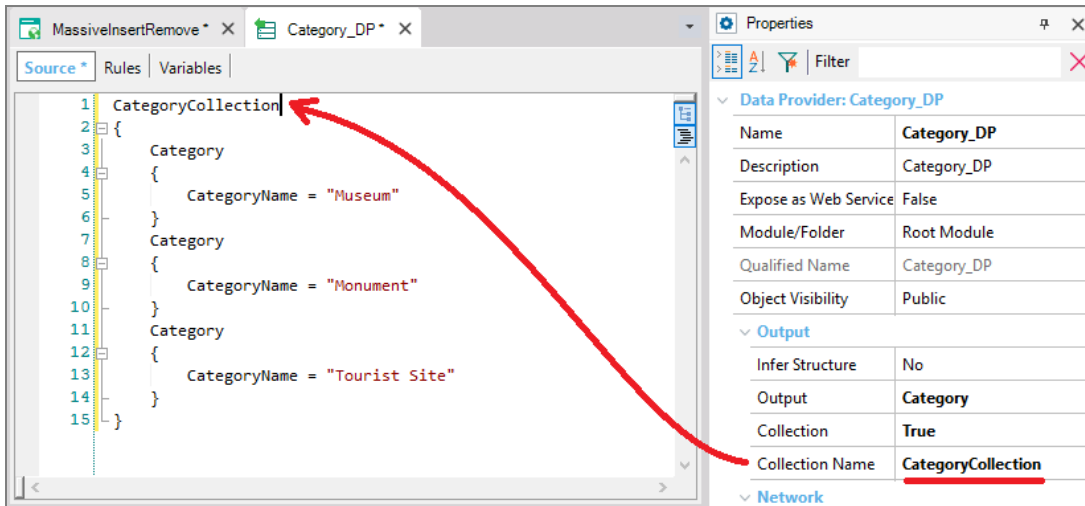 MassiveInsertRemove * X Category_DP * X
Source * Rules Variables
1 CategoryCollection
2 {
3 Category
4 {
5 CategoryName = "Museum"
6 }
7 Category
8 {
9 CategoryName = "Monument"
10 }
11 Category
12 {
13 CategoryName = "Tourist Site"
14 }
15 }
Properties
Filter
Data Provider: Category_DP
Name Category_DP
Description Category_DP
Expose as Web Service False
Module/Folder Root Module
Qualified Name Category_DP
Object Visibility Public
Output
Infer Structure No
Output Category
Collection True
Collection Name CategoryCollection
Network